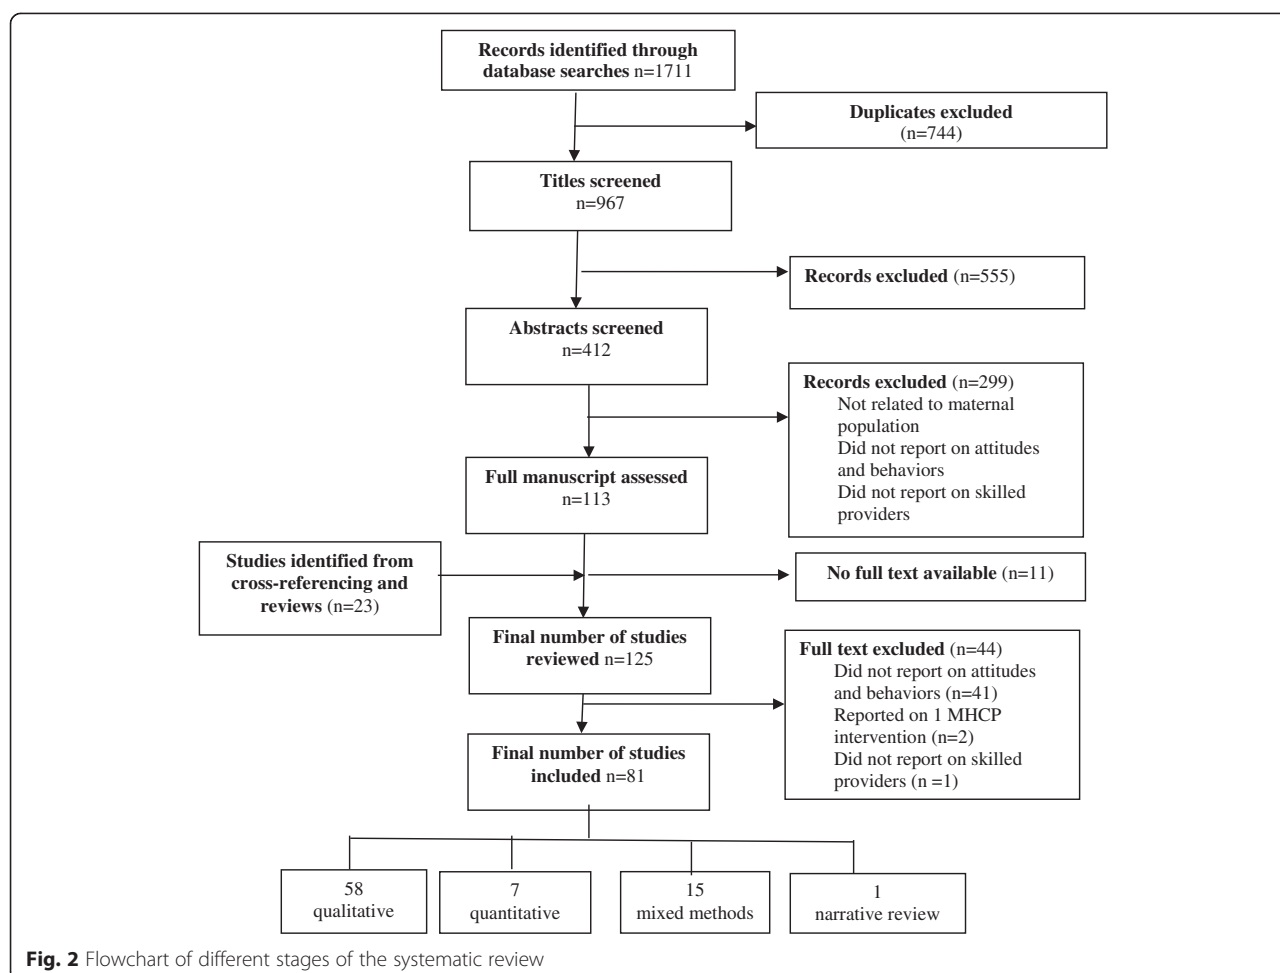 Records identified through
database searches n=1711
Duplicates excluded
(n=744)
Titles screened
n=967
Records excluded (n=555)
Abstracts screened
n=412
Records excluded (n=299)
Not related to maternal
population
Did not report on attitudes
and behaviors
Did not report on skilled
providers
Full manuscript assessed
n=113
Studies identified from
cross-referencing and
reviews (n=23)
No full text available (n=11)
Final number of studies
reviewed n=125
Full text excluded (n=44)
Did not report on attitudes
and behaviors (n=41)
Reported on 1 MHCP
intervention (n=2)
Did not report on skilled
providers (n =1)
Final number of studies
included n=81
58
qualitative
7
quantitative
15
mixed methods
1
narrative review
Fig. 2 Flowchart of different stages of the systematic review